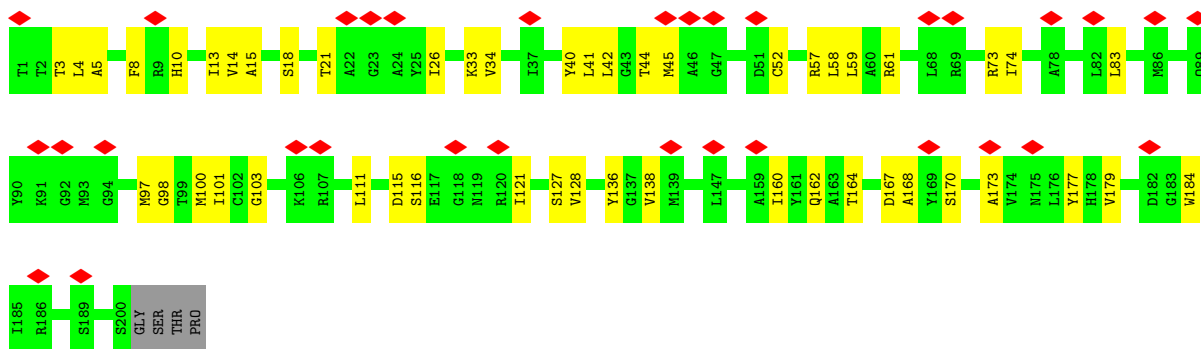 T1 T2 T3 L4 A5 F8 R9 H10 I13 V14 A15 S18 T21 A22 G23 A24 Y25 I26 K33 V34 I37 Y40 L41 L42 G43 T44 M45 A46 G47 D51 C52 R57 L58 L59 A60 R61 L68 R69 R73 I74 A78 L82 L83 M86
Y90 K91 G92 M93 G94 M97 G98 T99 M100 I101 C102 G103 K106 R107 L111 D115 S116 E117 G118 N119 R120 I121 S127 V128 Y136 G137 V138 M139 L147 A159 I160 Y161 Q162 A163 T164 D167 A168 Y169 S170 A173 V174 N175 L176 Y177 H178 V179 D182 G183 W184
I185 R186 S189 S200 GLY SER THR PRO